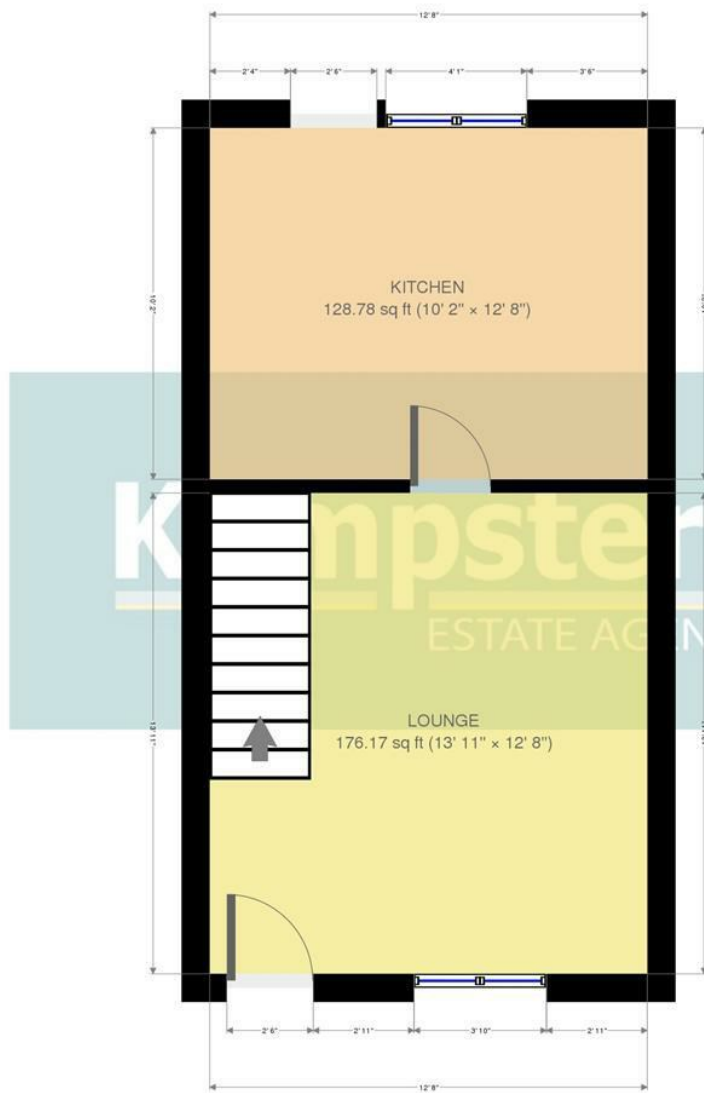 12'8"
2'4" 2'6" 4'1" 3'6"
KITCHEN
128.78 sq ft (10' 2" × 12' 8")
10'2"
K mpster
ESTATE AGEN
LOUNGE
176.17 sq ft (13' 11" × 12' 8")
13'11"
2'6" 2'11" 3'10" 2'11"
12'8"